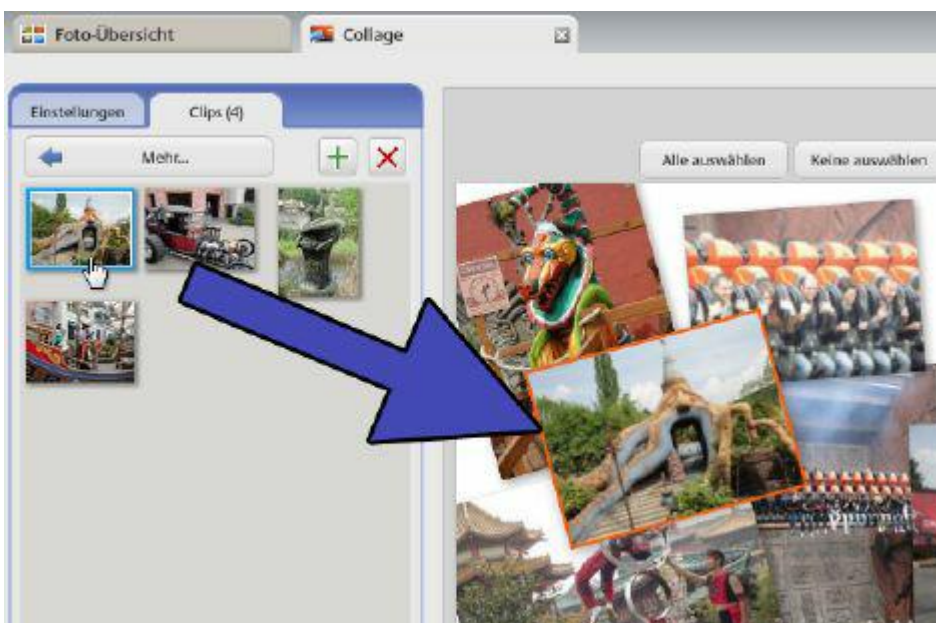 Foto-Übersicht
Collage
Einstellungen
Clips (4)
Mehr...
Alle auswählen
Keine auswählen